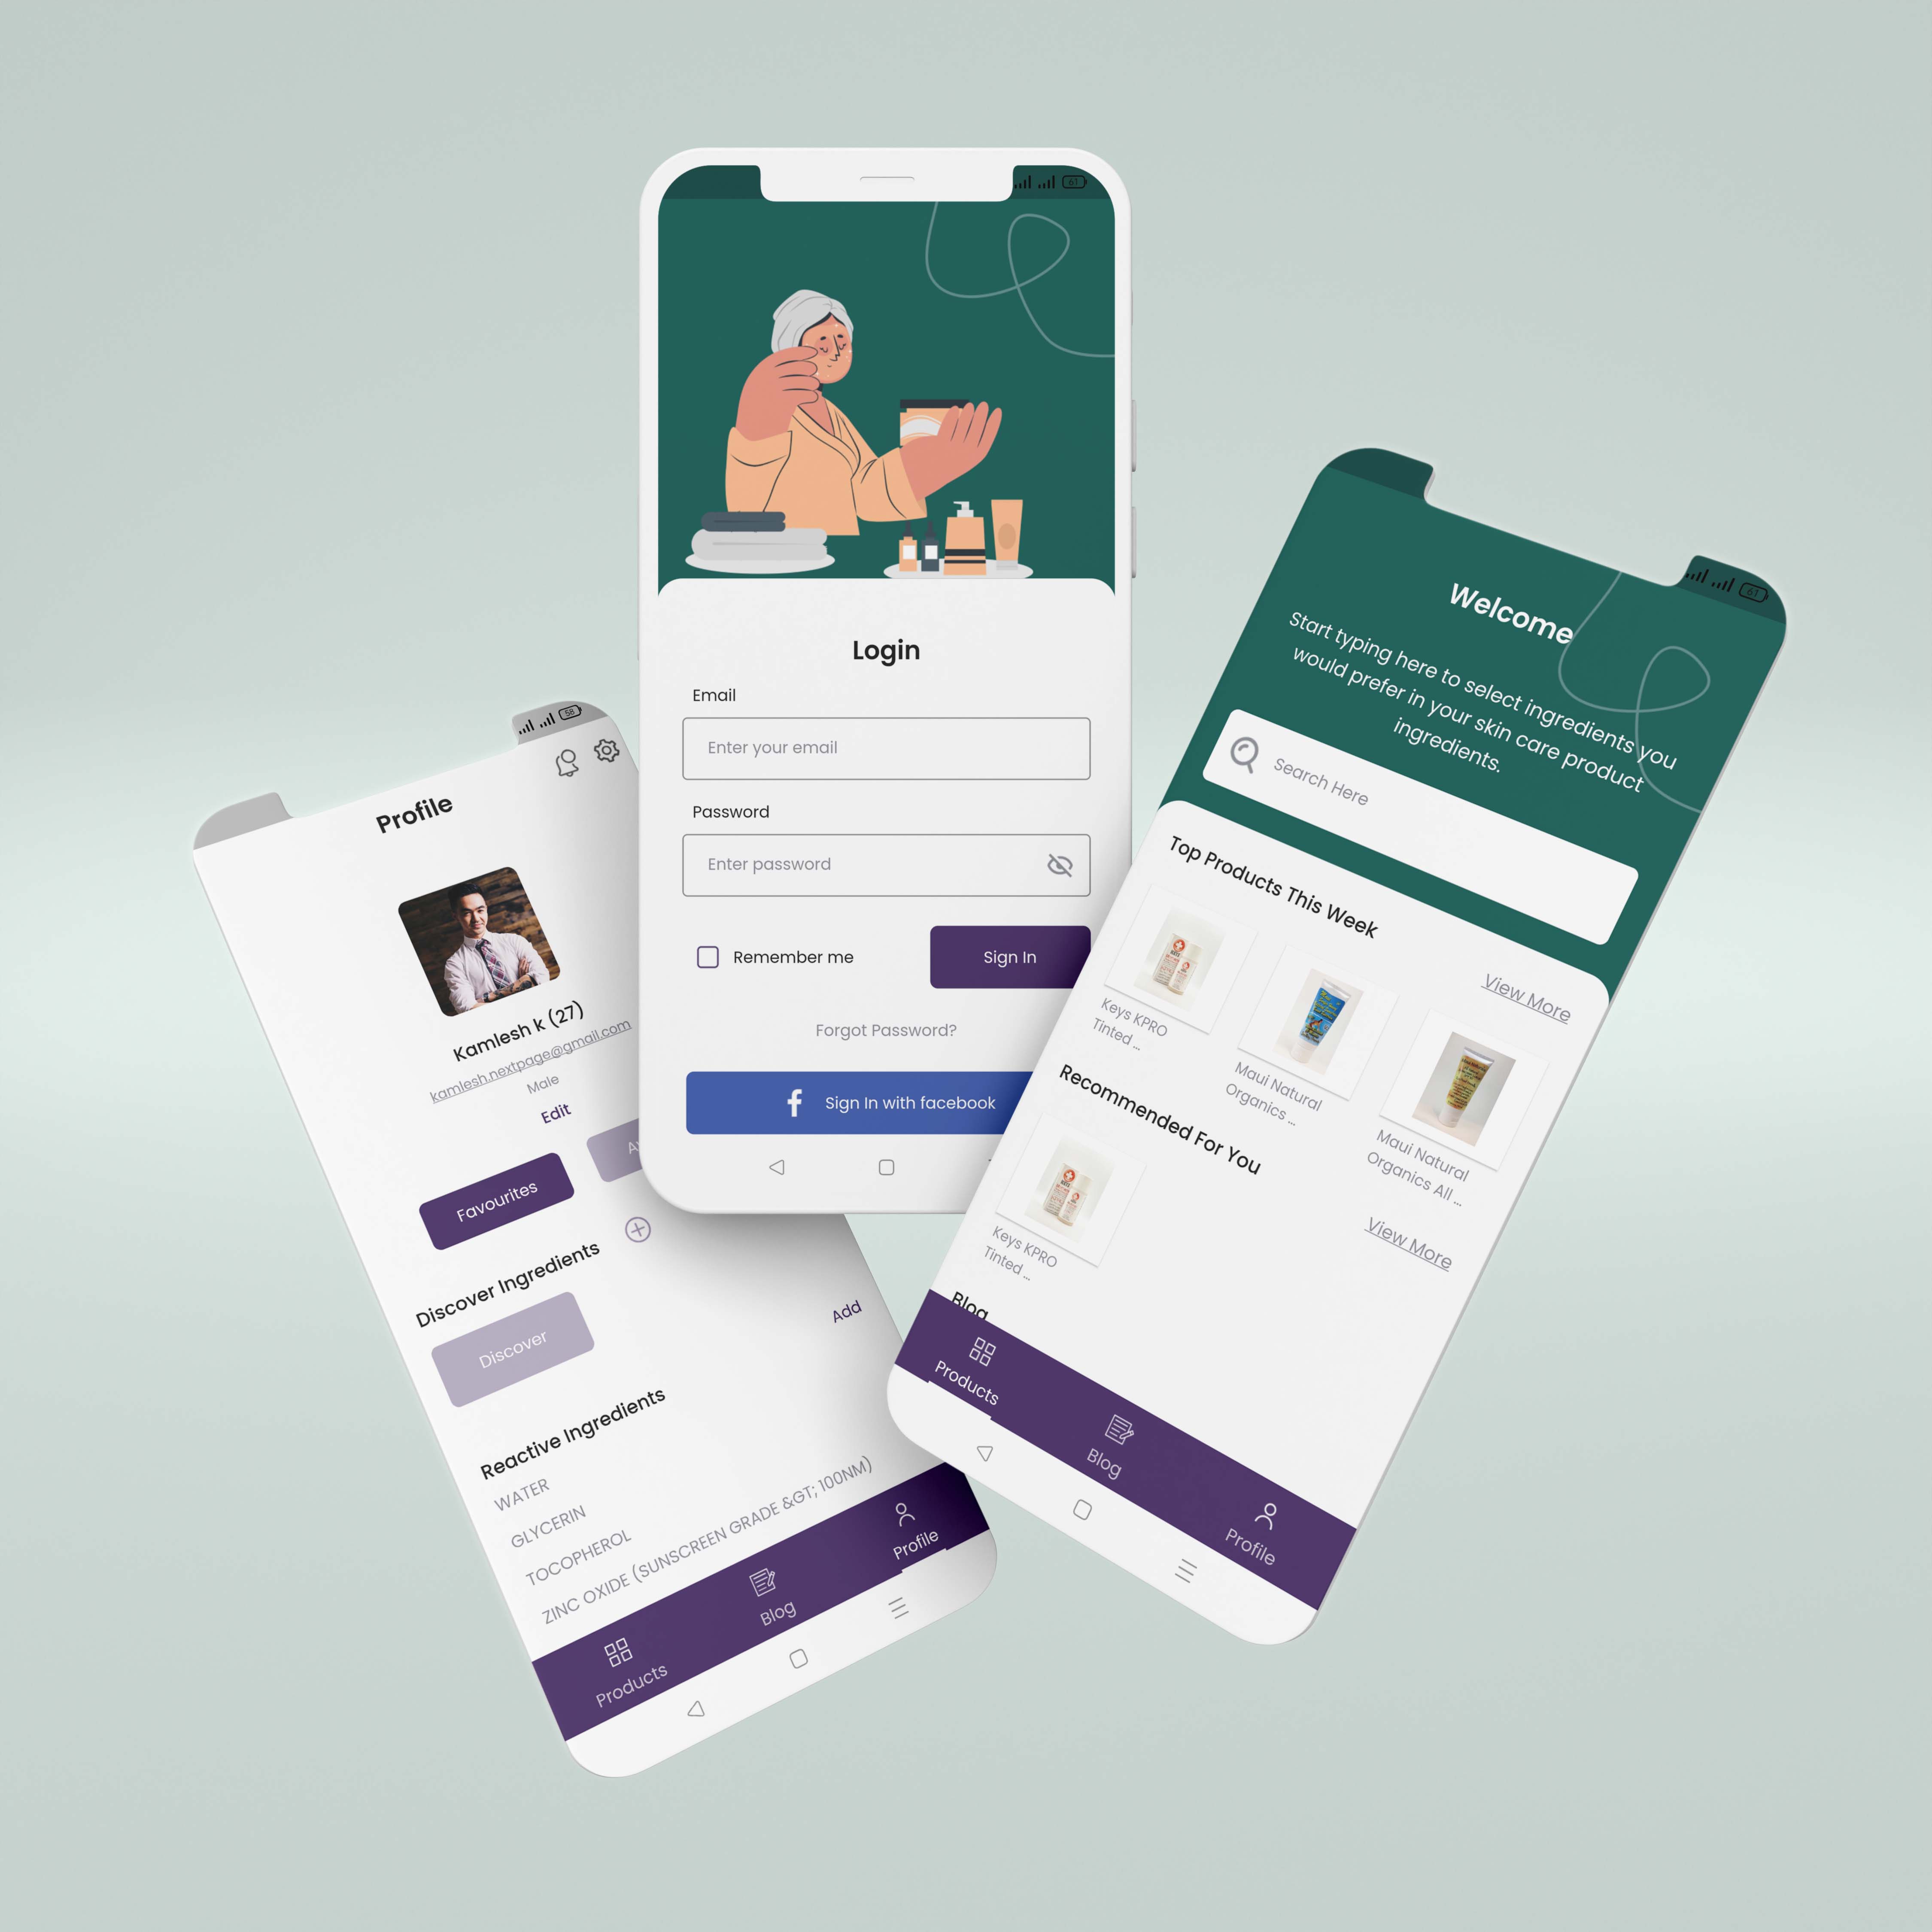 61
Login
Email
Enter your email
Password
Enter password
Remember me
Sign In
Forgot Password?
f Sign In with facebook
58
Profile
Kamlesh k (27)
kamlesh.nextpage@gmail.com
Male
Edit
Favourites
Discover Ingredients
Discover
Add
Reactive Ingredients
WATER
GLYCERIN
TOCOPHEROL
ZINC OXIDE (SUNSCREEN GRADE &GT; 100NM)
Products
Blog
Profile
61
Welcome
Start typing here to select ingredients you
would prefer in your skin care product
ingredients.
Search Here
Top Products This Week
View More
Keys KPRO
Tinted ...
Maui Natural
Organics ...
Maui Natural
Organics All ...
Recommended For You
View More
Keys KPRO
Tinted ...
Blog
Products
Blog
Profile